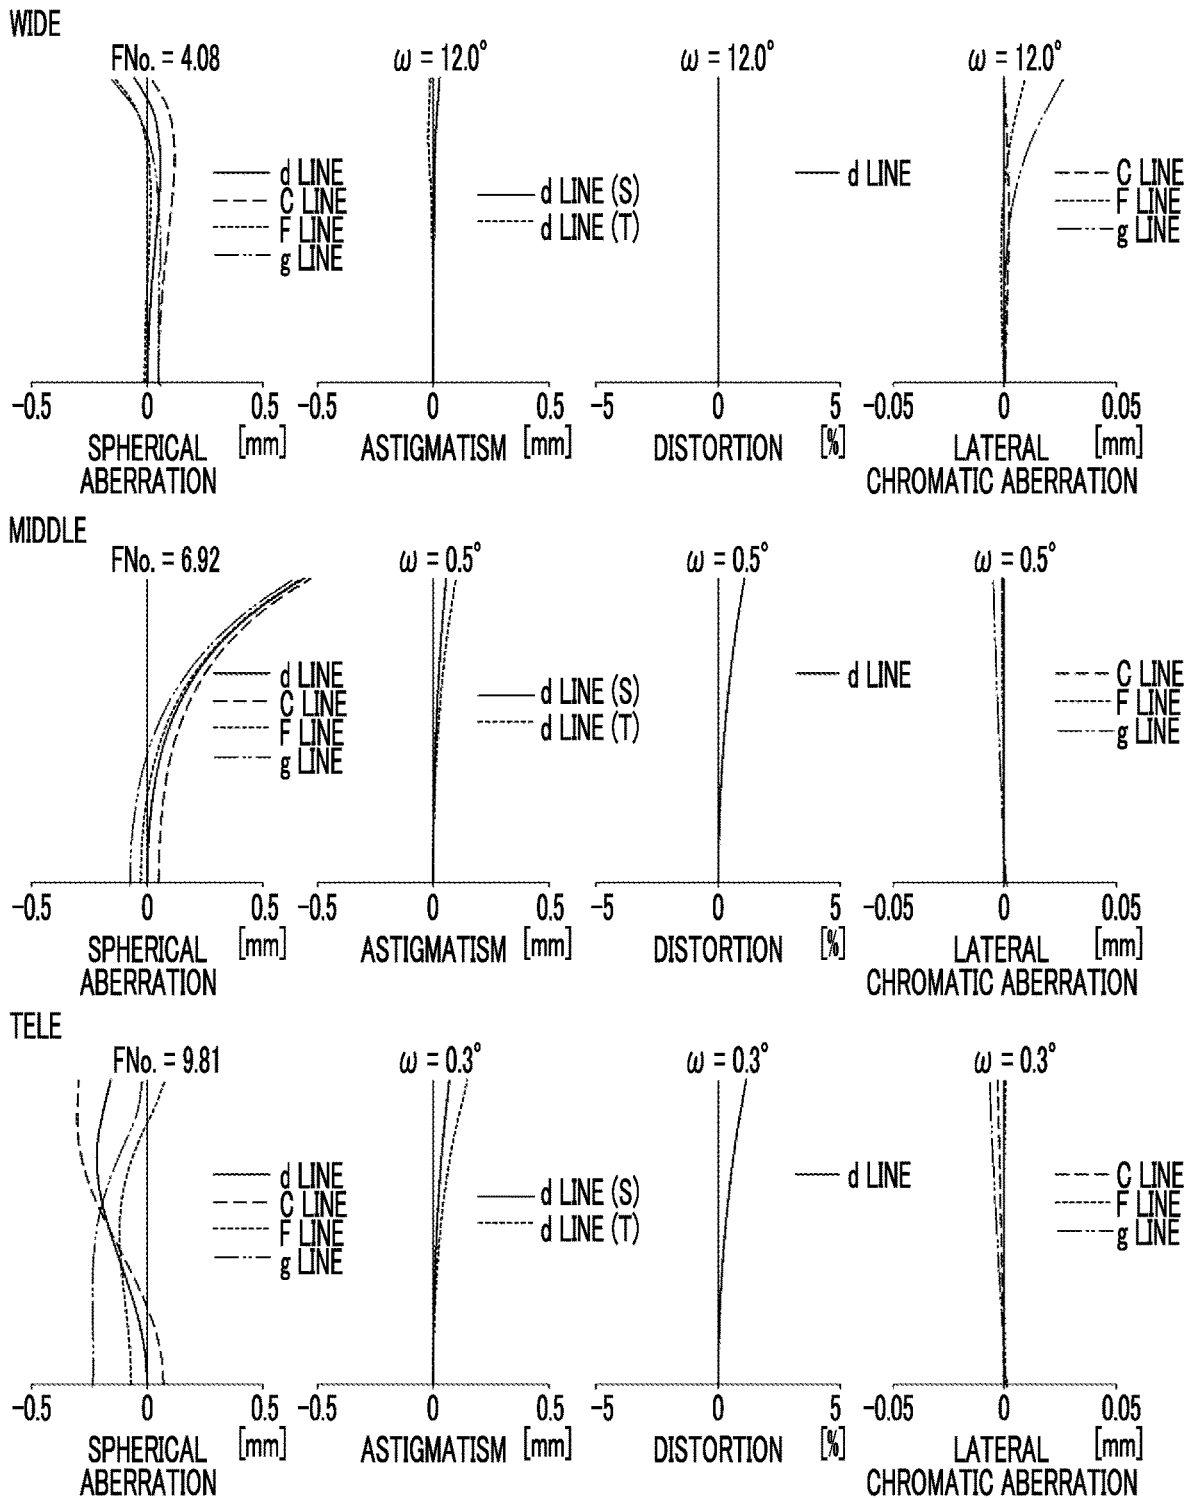 WIDE
FNo. = 4.08
ω = 12.0°
ω = 12.0°
ω = 12.0°
d LINE
C LINE
F LINE
g LINE
d LINE (S)
d LINE (T)
d LINE
C LINE
F LINE
g LINE
-0.5 0 0.5
-0.5 0 0.5
-5 0 5
-0.05 0 0.05
SPHERICAL ABERRATION [mm]
ASTIGMATISM [mm]
DISTORTION [%]
LATERAL CHROMATIC ABERRATION [mm]
MIDDLE
FNo. = 6.92
ω = 0.5°
ω = 0.5°
ω = 0.5°
d LINE
C LINE
F LINE
g LINE
d LINE (S)
d LINE (T)
d LINE
C LINE
F LINE
g LINE
-0.5 0 0.5
-0.5 0 0.5
-5 0 5
-0.05 0 0.05
SPHERICAL ABERRATION [mm]
ASTIGMATISM [mm]
DISTORTION [%]
LATERAL CHROMATIC ABERRATION [mm]
TELE
FNo. = 9.81
ω = 0.3°
ω = 0.3°
ω = 0.3°
d LINE
C LINE
F LINE
g LINE
d LINE (S)
d LINE (T)
d LINE
C LINE
F LINE
g LINE
-0.5 0 0.5
-0.5 0 0.5
-5 0 5
-0.05 0 0.05
SPHERICAL ABERRATION [mm]
ASTIGMATISM [mm]
DISTORTION [%]
LATERAL CHROMATIC ABERRATION [mm]